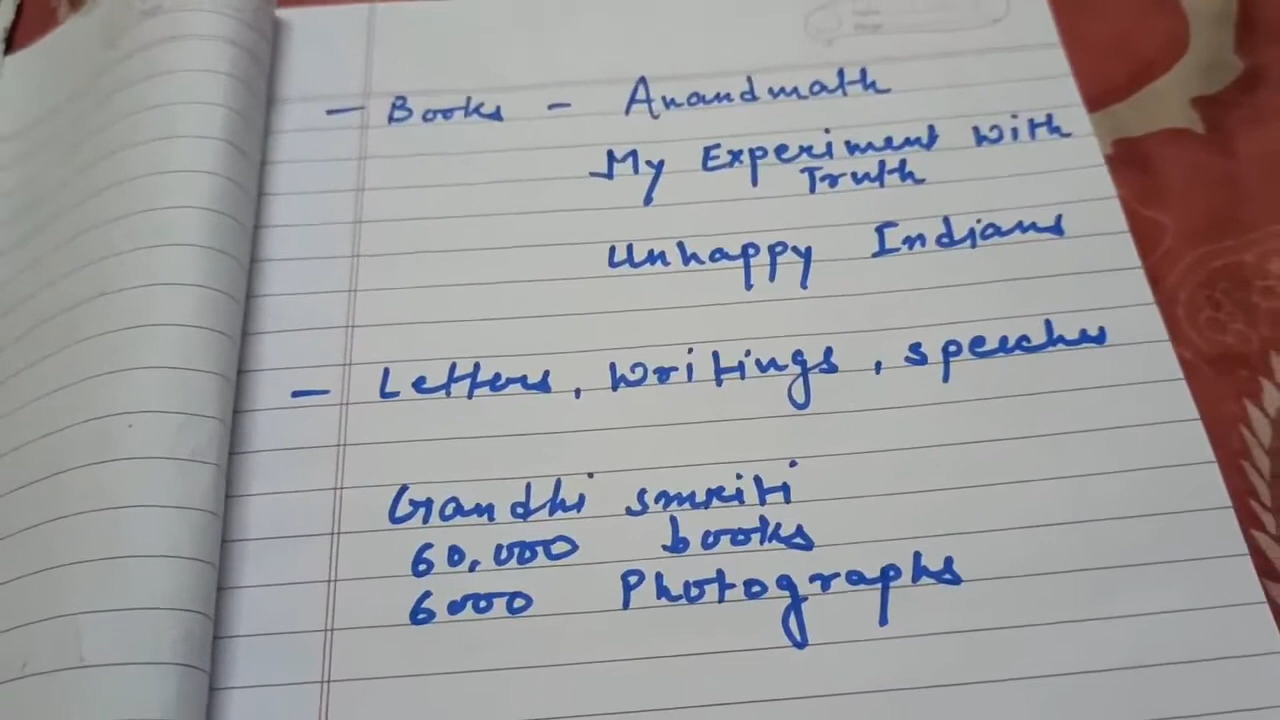 — Books - Anandmath
My Experiment with
Truth
Unhappy Indians
— Letters, Writings, speeches
Gandhi smriti
60,000 books
6000 Photographs